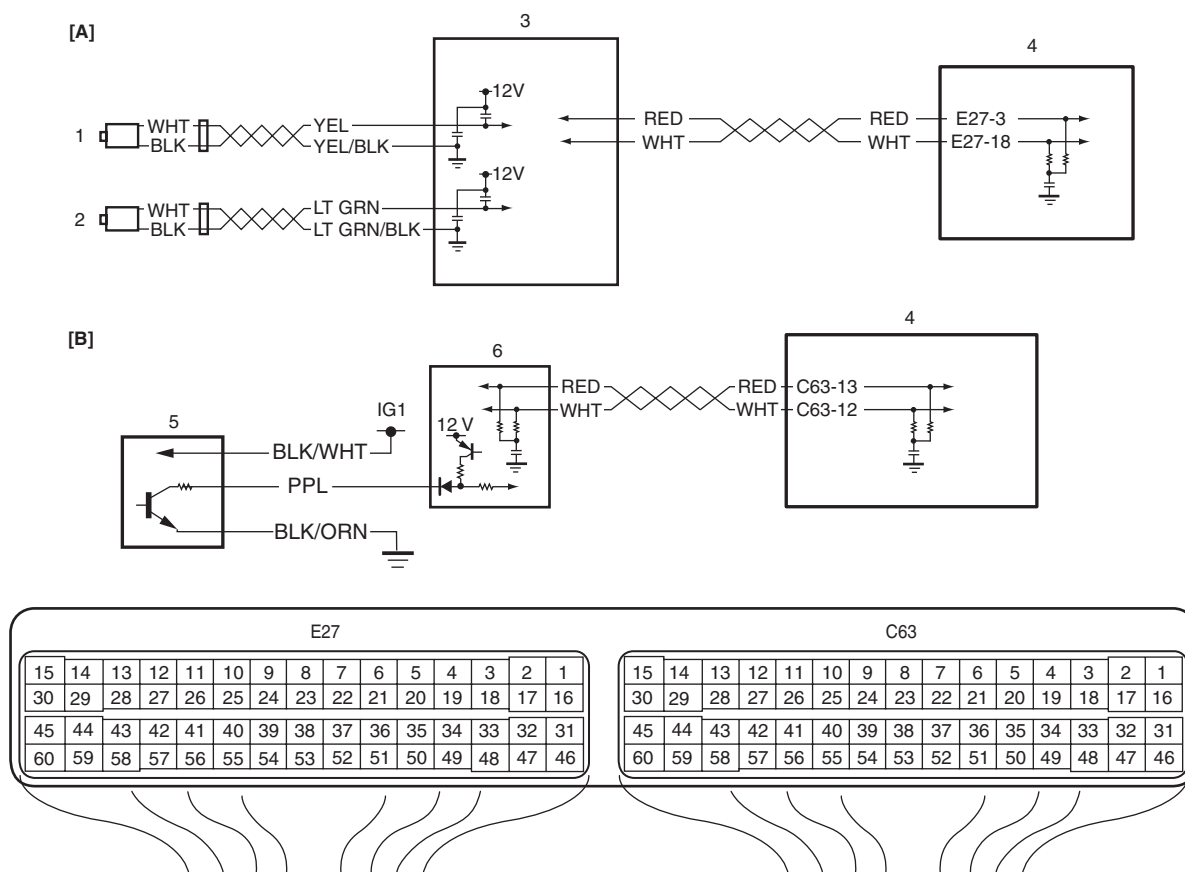 [A]
3
4
12V
1 WHT YEL
BLK YEL/BLK
RED RED E27-3
WHT WHT E27-18
12V
2 WHT LT GRN
BLK LT GRN/BLK
[B]
4
6
RED RED C63-13
WHT WHT C63-12
5
IG1
12 V
BLK/WHT
PPL
BLK/ORN
E27
15 14 13 12 11 10 9 8 7 6 5 4 3 2 1
30 29 28 27 26 25 24 23 22 21 20 19 18 17 16
45 44 43 42 41 40 39 38 37 36 35 34 33 32 31
60 59 58 57 56 55 54 53 52 51 50 49 48 47 46
C63
15 14 13 12 11 10 9 8 7 6 5 4 3 2 1
30 29 28 27 26 25 24 23 22 21 20 19 18 17 16
45 44 43 42 41 40 39 38 37 36 35 34 33 32 31
60 59 58 57 56 55 54 53 52 51 50 49 48 47 46